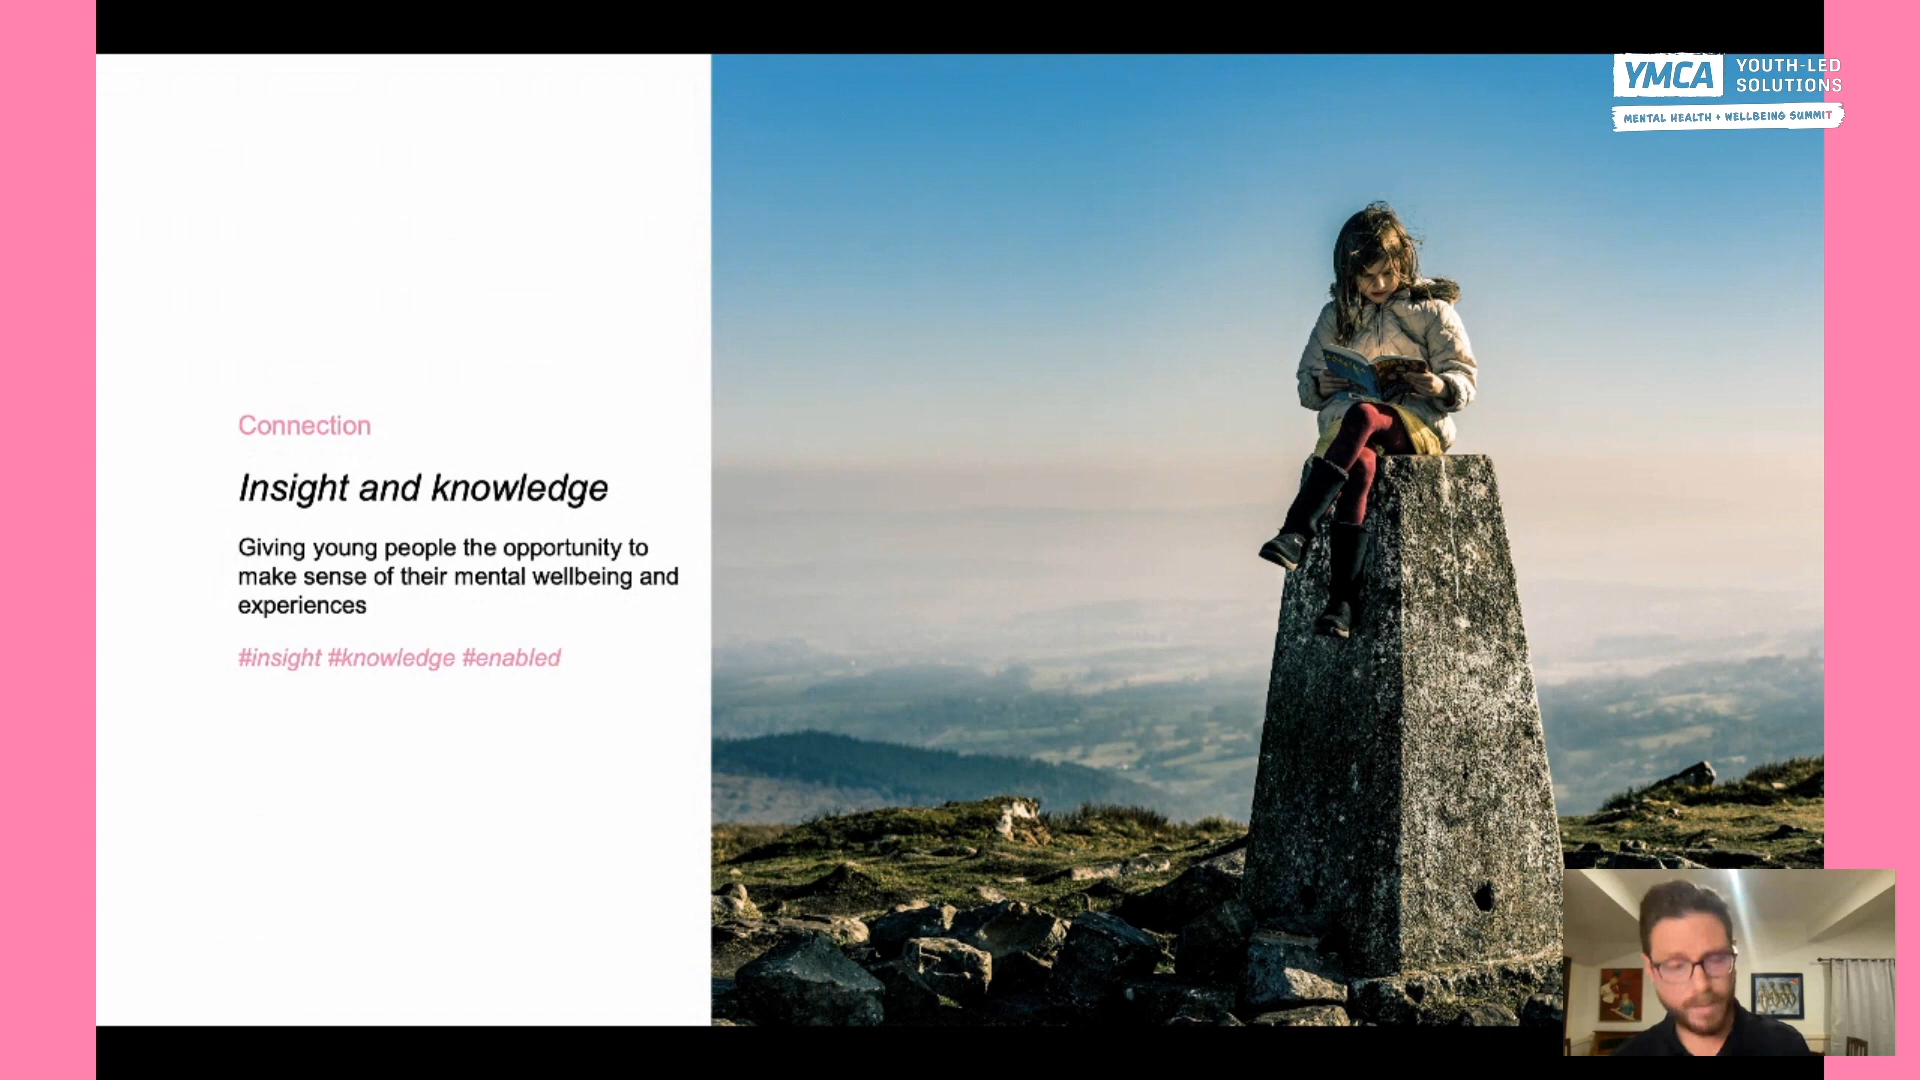 YMCA
YOUTH-LED
SOLUTIONS
MENTAL HEALTH + WELLBEING SUMMIT
Connection
Insight and knowledge
Giving young people the opportunity to
make sense of their mental wellbeing and
experiences
#insight #knowledge #enabled